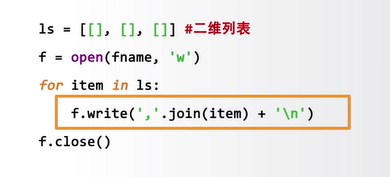 ls = [[], [], []] #二维列表
f = open(fname, 'w')
for item in ls:
    f.write(','.join(item) + '\n')
f.close()